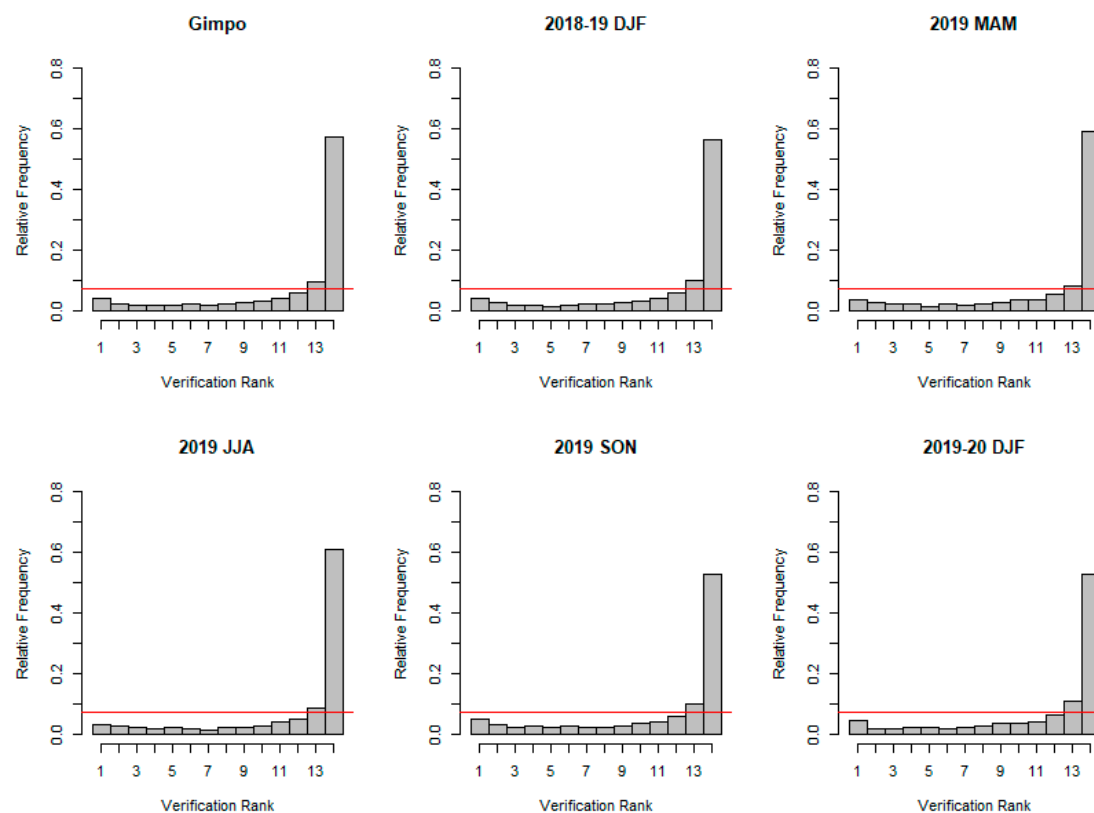 Gimpo
Relative Frequency
0.8
0.6
0.4
0.2
0.0
1 3 5 7 9 11 13
Verification Rank
2018-19 DJF
Relative Frequency
0.8
0.6
0.4
0.2
0.0
1 3 5 7 9 11 13
Verification Rank
2019 MAM
Relative Frequency
0.8
0.6
0.4
0.2
0.0
1 3 5 7 9 11 13
Verification Rank
2019 JJA
Relative Frequency
0.8
0.6
0.4
0.2
0.0
1 3 5 7 9 11 13
Verification Rank
2019 SON
Relative Frequency
0.8
0.6
0.4
0.2
0.0
1 3 5 7 9 11 13
Verification Rank
2019-20 DJF
Relative Frequency
0.8
0.6
0.4
0.2
0.0
1 3 5 7 9 11 13
Verification Rank